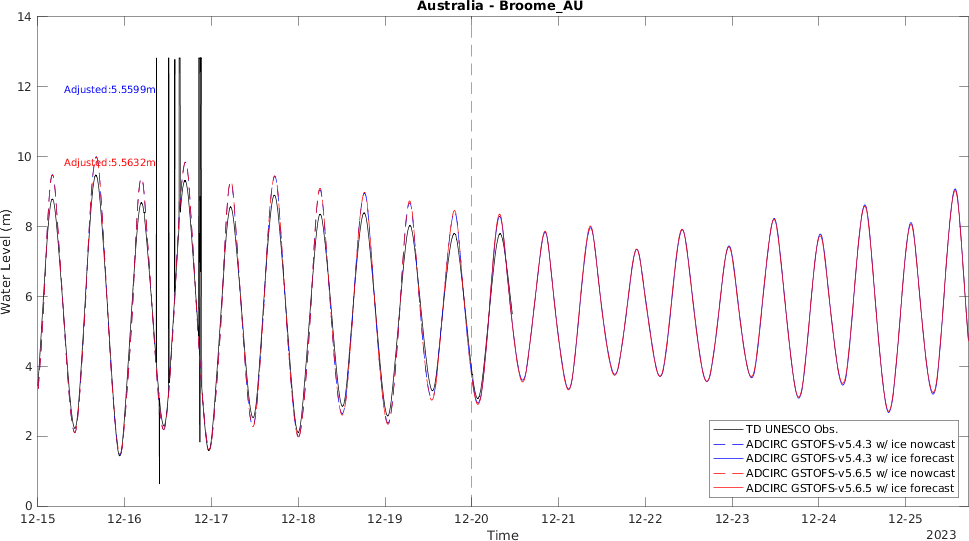 Australia - Broome_AU
14
12
10
8
6
4
2
0
Water Level (m)
Adjusted:5.5599m
Adjusted:5.5632m
TD UNESCO Obs.
ADCIRC GSTOFS-v5.4.3 w/ ice nowcast
ADCIRC GSTOFS-v5.4.3 w/ ice forecast
ADCIRC GSTOFS-v5.6.5 w/ ice nowcast
ADCIRC GSTOFS-v5.6.5 w/ ice forecast
12-15 12-16 12-17 12-18 12-19 12-20 12-21 12-22 12-23 12-24 12-25
Time
2023